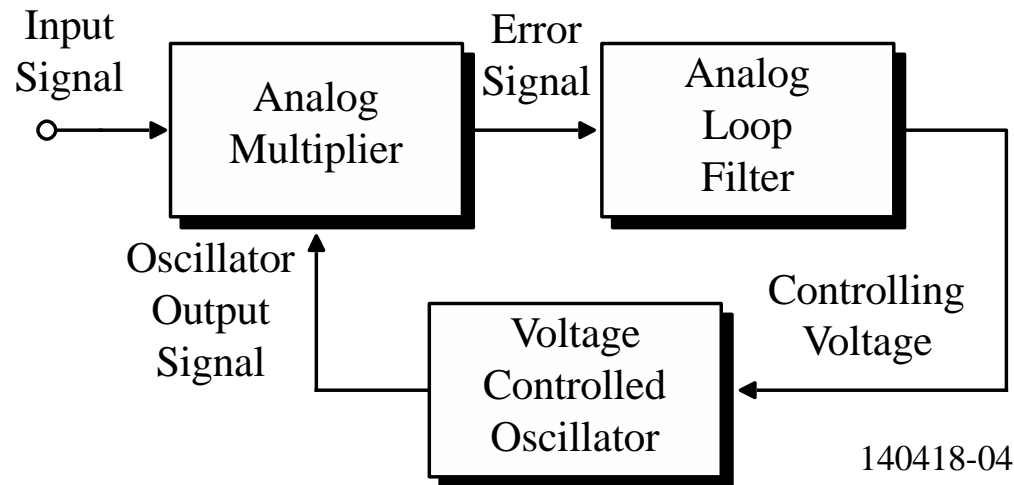 Input
Signal
Analog
Multiplier
Error
Signal
Analog
Loop
Filter
Oscillator
Output
Signal
Voltage
Controlled
Oscillator
Controlling
Voltage
140418-04